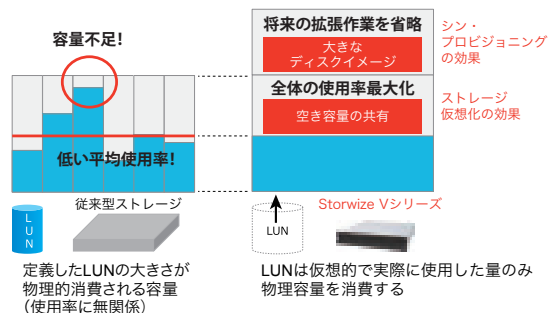 容量不足！
低い平均使用率！
LUN
従来型ストレージ
定義したLUNの大きさが
物理的消費される容量
（使用率に無関係）
将来の拡張作業を省略
大きな
ディスクイメージ
全体の使用率最大化
空き容量の共有
シン・
プロビジョニング
の効果
ストレージ
仮想化の効果
LUN
Storwize Vシリーズ
LUNは仮想的で実際に使用した量のみ
物理容量を消費する